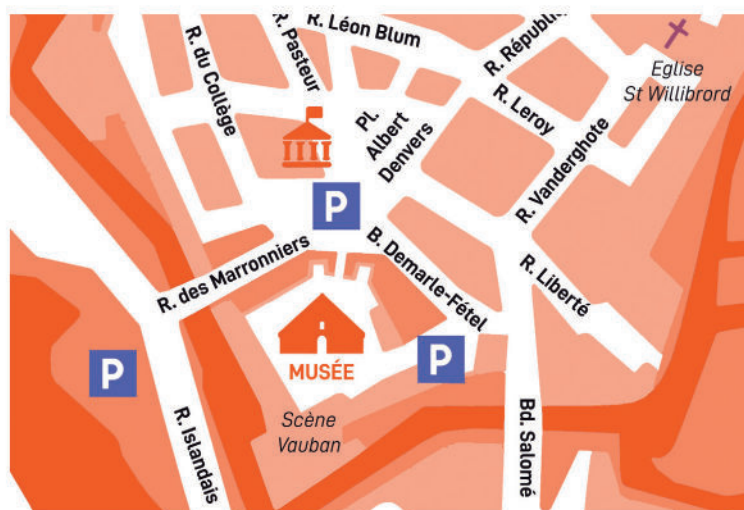 R. Léon Blum
R. Pasteur
R. du Collège
R. Républi
Eglise
St Willibrord
R. Leroy
Pl.
Albert
Denvers
R. Vanderghote
P
R. des Marronniers
B. Demarle-Fétel
R. Liberté
P
P
MUSÉE
Scène
Vauban
R. Islandais
Bd. Salomé